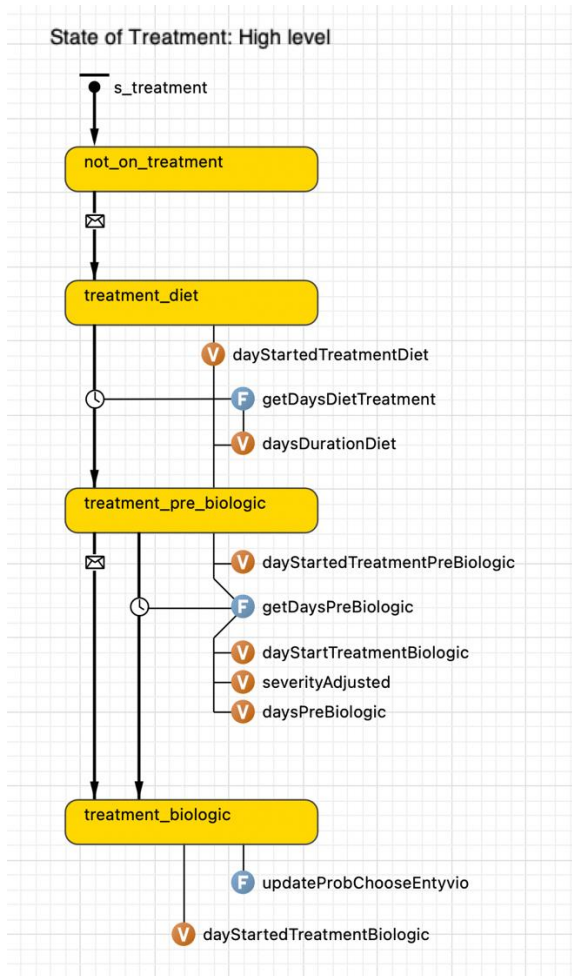 State of Treatment: High level
s_treatment
not_on_treatment
treatment_diet
V dayStartedTreatmentDiet
F getDaysDietTreatment
V daysDurationDiet
treatment_pre_biologic
V dayStartedTreatmentPreBiologic
F getDaysPreBiologic
V dayStartTreatmentBiologic
V severityAdjusted
V daysPreBiologic
treatment_biologic
F updateProbChooseEntyvio
V dayStartedTreatmentBiologic